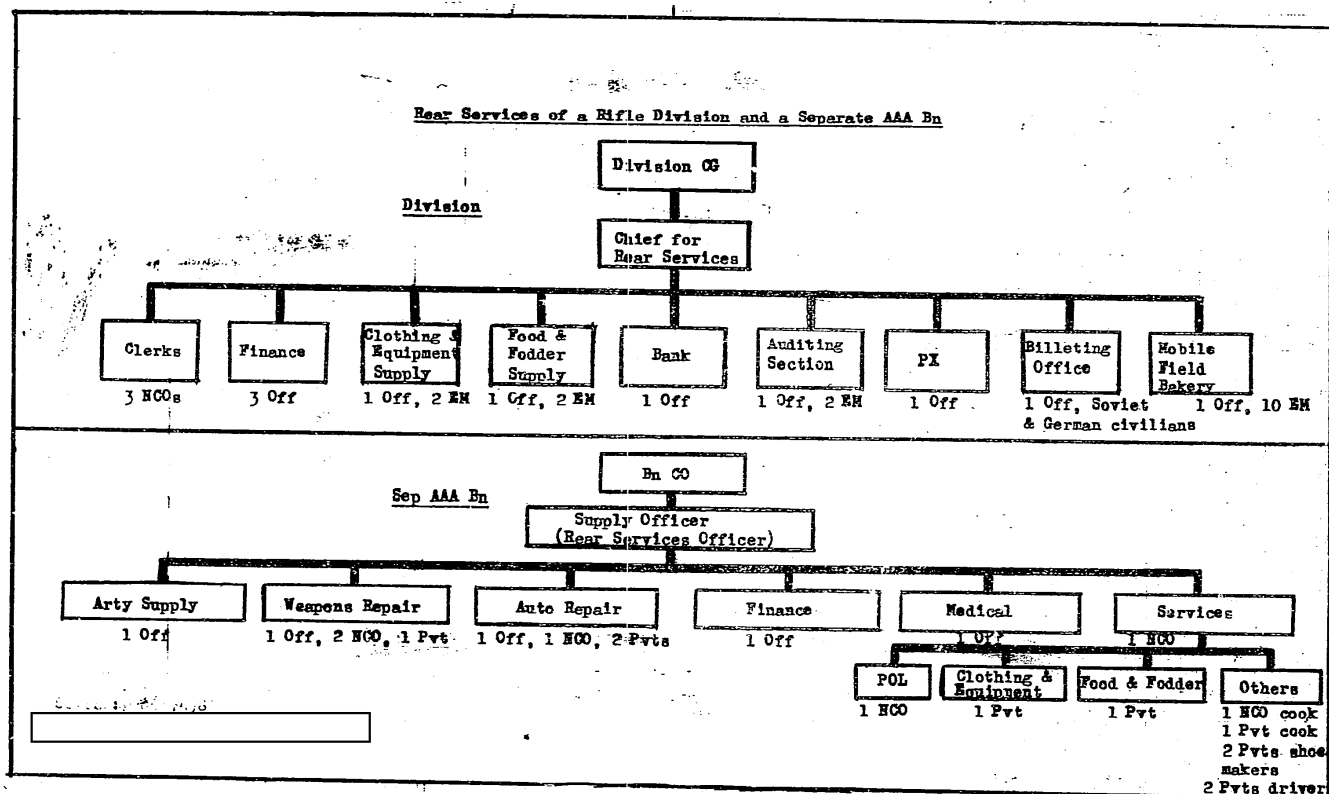 Rear Services of a Rifle Division and a Separate AAA Bn
Division CG
Division
Chief for
Rear Services
Clerks
3 NCOs
Finance
3 Off
Clothing &
Equipment
Supply
1 Off, 2 EM
Food &
Fodder
Supply
1 Off, 2 EM
Bank
1 Off
Auditing
Section
1 Off, 2 EM
PX
1 Off
Billeting
Office
1 Off, Soviet
& German civilians
Mobile
Field
Bakery
1 Off, 10 EM
Bn CO
Sep AAA Bn
Supply Officer
(Rear Services Officer)
Arty Supply
1 Off
Weapons Repair
1 Off, 2 NCO, 1 Pvt
Auto Repair
1 Off, 1 NCO, 2 Pvts
Finance
1 Off
Medical
1 Off
Services
1 NCO
POL
1 NCO
Clothing &
Equipment
1 Pvt
Food & Fodder
1 Pvt
Others
1 NCO cook
1 Pvt cook
2 Pvts shoe
makers
2 Pvts driver